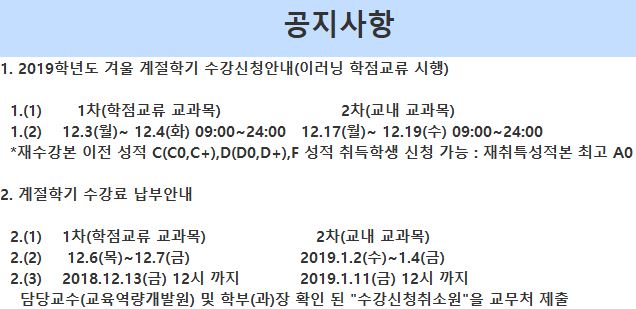 공지사항
1. 2019학년도 겨울 계절학기 수강신청안내(이러닝 학점교류 시행)
1.(1) 1차(학점교류 교과목) 2차(교내 교과목)
1.(2) 12.3(월)~ 12.4(화) 09:00~24:00 12.17(월)~ 12.19(수) 09:00~24:00
*재수강본 이전 성적 C(C0,C+),D(D0,D+),F 성적 취득학생 신청 가능 : 재취특성적본 최고 A0
2. 계절학기 수강료 납부안내
2.(1) 1차(학점교류 교과목) 2차(교내 교과목)
2.(2) 12.6(목)~12.7(금) 2019.1.2(수)~1.4(금)
2.(3) 2018.12.13(금) 12시 까지 2019.1.11(금) 12시 까지
담당교수(교육역량개발원) 및 학부(과)장 확인 된 "수강신청취소원"을 교무처 제출